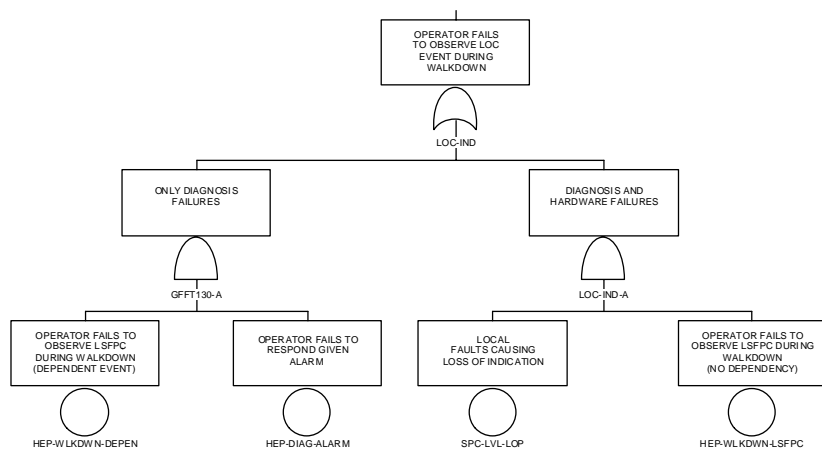 OPERATOR FAILS
TO OBSERVE LOC
EVENT DURING
WALKDOWN
LOC-IND
ONLY DIAGNOSIS
FAILURES
GFFT130-A
DIAGNOSIS AND
HARDWARE FAILURES
LOC-IND-A
OPERATOR FAILS TO
OBSERVE LSFPC
DURING WALKDOWN
(DEPENDENT EVENT)
HEP-WLKDWN-DEPEN
OPERATOR FAILS TO
RESPOND GIVEN
ALARM
HEP-DIAG-ALARM
LOCAL
FAULTS CAUSING
LOSS OF INDICATION
SPC-LVL-LOP
OPERATOR FAILS TO
OBSERVE LSFPC DURING
WALKDOWN
(NO DEPENDENCY)
HEP-WLKDWN-LSFPC